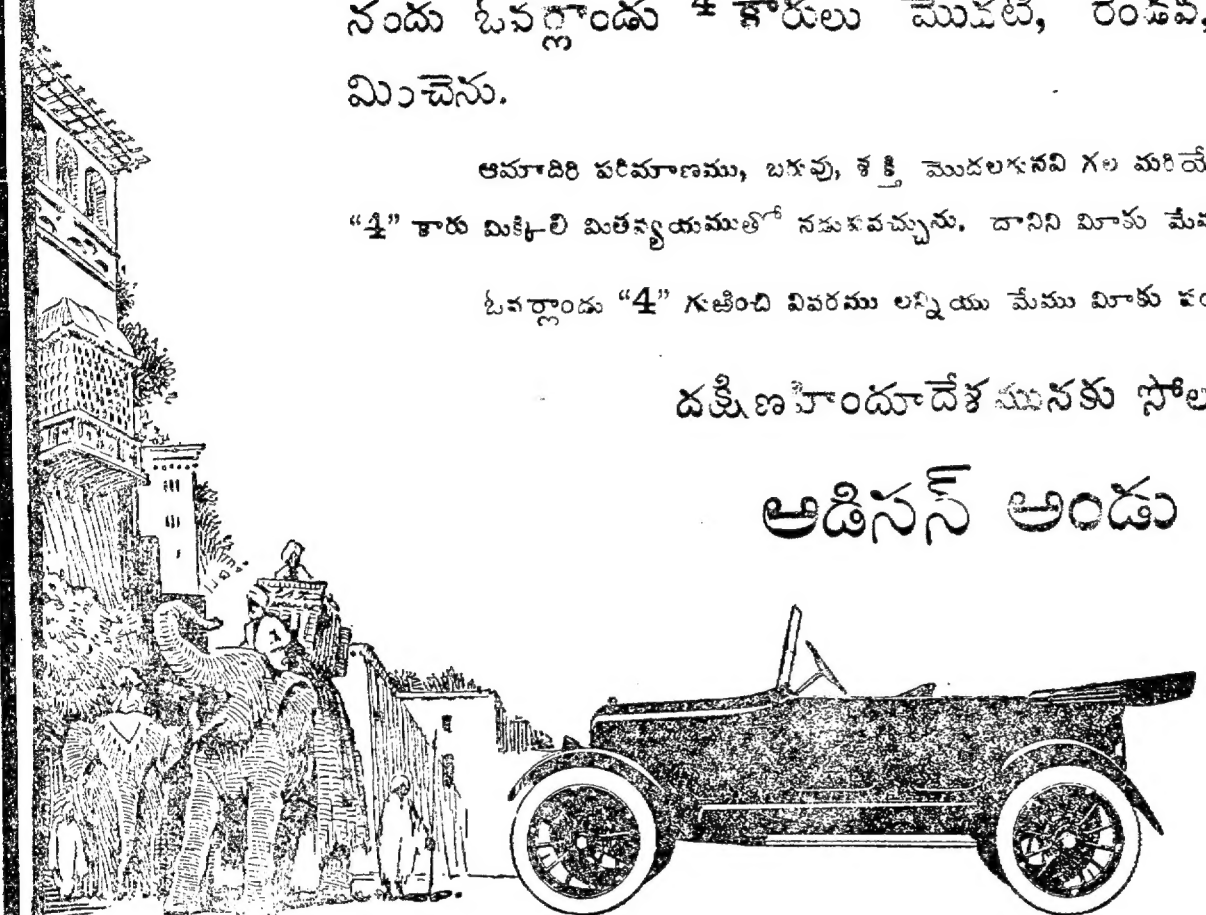 నందు ఓవర్లాండు 4 కారులు మొదటి, రెండవ,
మించెను.
ఆమాదిరి పరిమాణము, బరువు, శక్తి మొదలగునవి గల మరియే
“4” కారు మిక్కిలి మితవ్యయముతో నడుపవచ్చును. దానిని మీకు మేము
ఓవర్లాండు “4” గుఱించి వివరము లన్నియు మేము మీకు పం
దక్షిణహిందూదేశమునకు సోల
ఆడిసన్ అండు